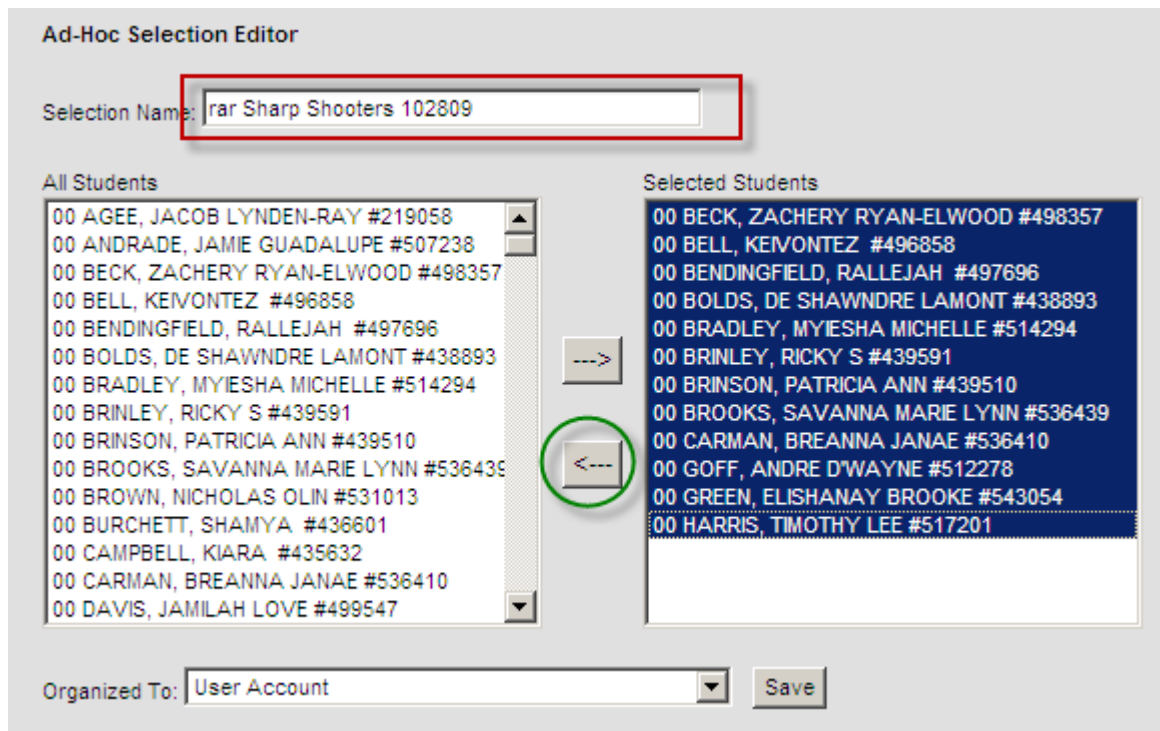 Ad-Hoc Selection Editor
Selection Name: rar Sharp Shooters 102809
All Students
00 AGEE, JACOB LYNDEN-RAY #219058
00 ANDRADE, JAMIE GUADALUPE #507238
00 BECK, ZACHERY RYAN-ELWOOD #498357
00 BELL, KEIVONTEZ  #496858
00 BENDINGFIELD, RALLEJAH  #497696
00 BOLDS, DE SHAWNDRE LAMONT #438893
00 BRADLEY, MYIESHA MICHELLE #514294
00 BRINLEY, RICKY S #439591
00 BRINSON, PATRICIA ANN #439510
00 BROOKS, SAVANNA MARIE LYNN #536439
00 BROWN, NICHOLAS OLIN #531013
00 BURCHETT, SHAMYA  #436601
00 CAMPBELL, KIARA  #435632
00 CARMAN, BREANNA JANAE #536410
00 DAVIS, JAMILAH LOVE #499547
--->
<---
Selected Students
00 BECK, ZACHERY RYAN-ELWOOD #498357
00 BELL, KEIVONTEZ  #496858
00 BENDINGFIELD, RALLEJAH  #497696
00 BOLDS, DE SHAWNDRE LAMONT #438893
00 BRADLEY, MYIESHA MICHELLE #514294
00 BRINLEY, RICKY S #439591
00 BRINSON, PATRICIA ANN #439510
00 BROOKS, SAVANNA MARIE LYNN #536439
00 CARMAN, BREANNA JANAE #536410
00 GOFF, ANDRE D'WAYNE #512278
00 GREEN, ELISHANAY BROOKE #543054
00 HARRIS, TIMOTHY LEE #517201
Organized To: User Account
Save